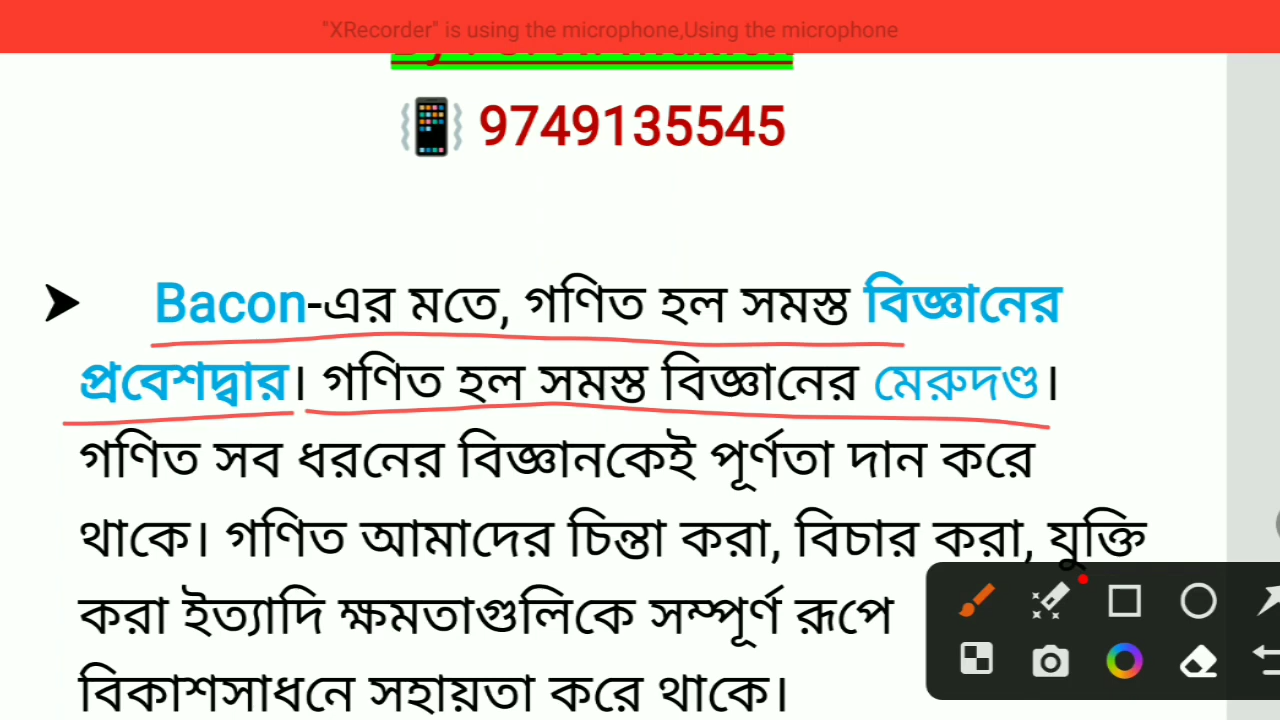 "XRecorder" is using the microphone,Using the microphone
9749135545
➤ Bacon-এর মতে, গণিত হল সমস্ত বিজ্ঞানের
প্রবেশদ্বার। গণিত হল সমস্ত বিজ্ঞানের মেরুদণ্ড।
গণিত সব ধরনের বিজ্ঞানকেই পূর্ণতা দান করে
থাকে। গণিত আমাদের চিন্তা করা, বিচার করা, যুক্তি
করা ইত্যাদি ক্ষমতাগুলিকে সম্পূর্ণ রূপে
বিকাশসাধনে সহায়তা করে থাকে।